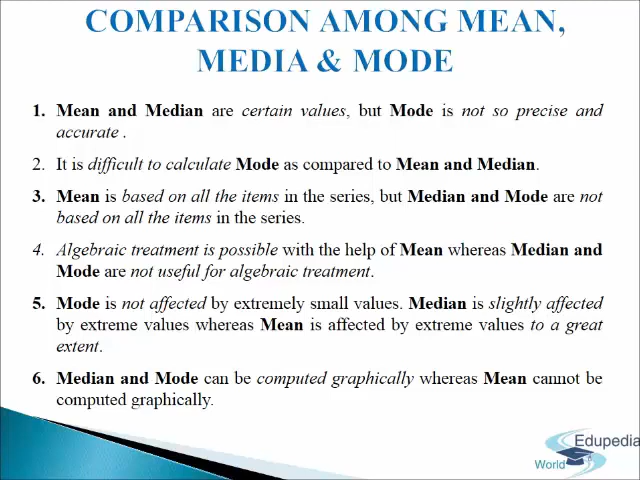 COMPARISON AMONG MEAN,
MEDIA & MODE
1. Mean and Median are certain values, but Mode is not so precise and
accurate .
2. It is difficult to calculate Mode as compared to Mean and Median.
3. Mean is based on all the items in the series, but Median and Mode are not
based on all the items in the series.
4. Algebraic treatment is possible with the help of Mean whereas Median and
Mode are not useful for algebraic treatment.
5. Mode is not affected by extremely small values. Median is slightly affected
by extreme values whereas Mean is affected by extreme values to a great
extent.
6. Median and Mode can be computed graphically whereas Mean cannot be
computed graphically.
Edupedia
World